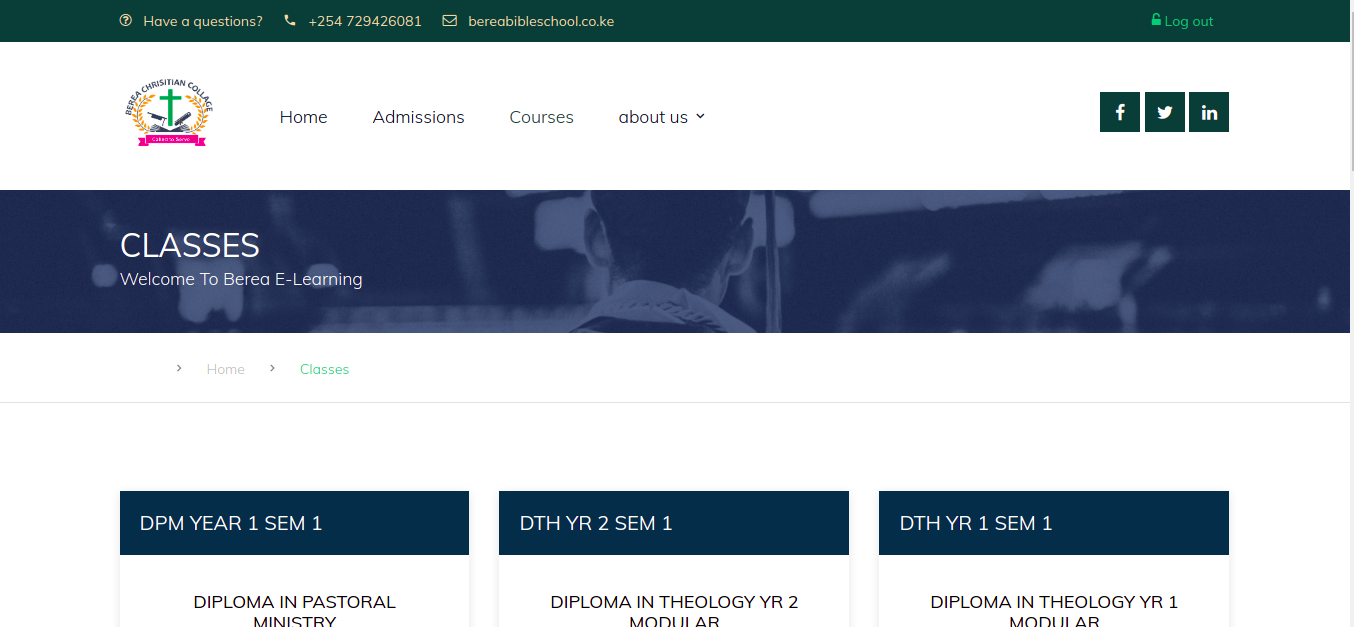 Have a questions? +254 729426081 bereabibleschool.co.ke Log out
BEREA CHRISITIAN COLLAGE
Called to Serve
Home Admissions Courses about us
CLASSES
Welcome To Berea E-Learning
Home Classes
DPM YEAR 1 SEM 1 DTH YR 2 SEM 1 DTH YR 1 SEM 1
DIPLOMA IN PASTORAL DIPLOMA IN THEOLOGY YR 2 DIPLOMA IN THEOLOGY YR 1
MINISTRY MODULAR MODULAR